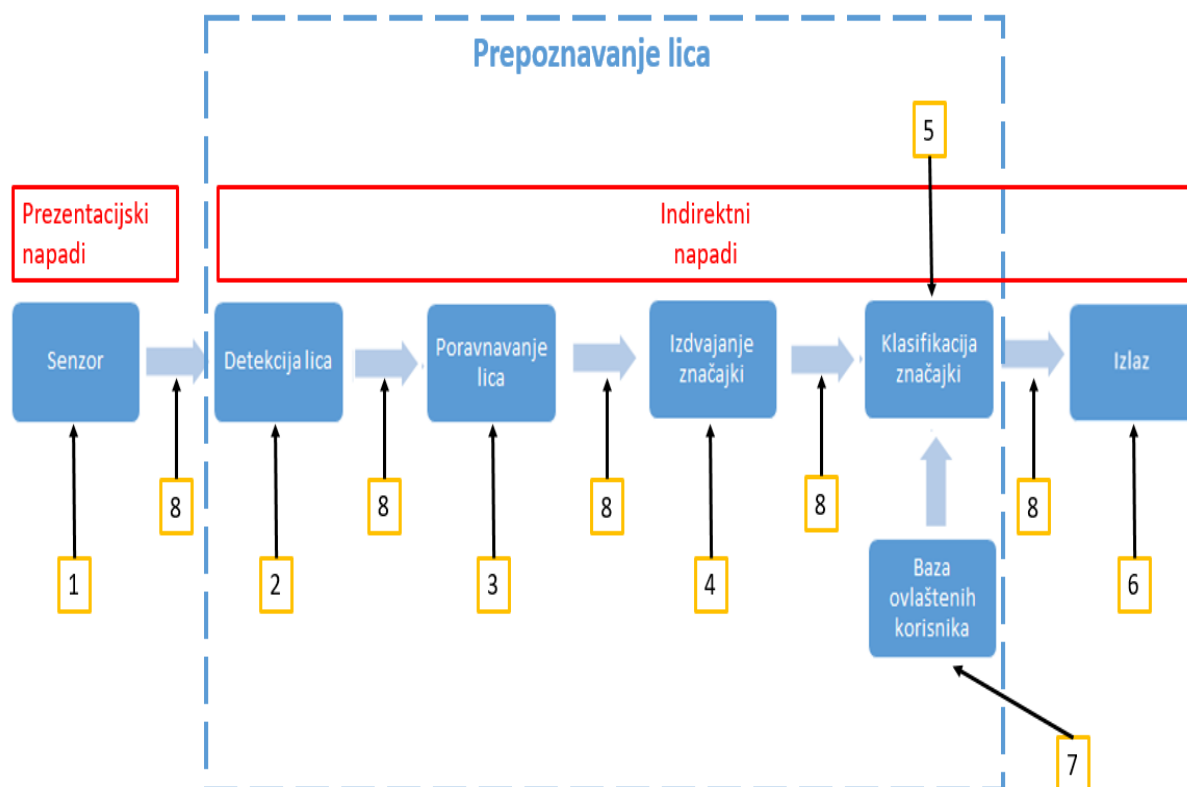 Prepoznavanje lica
5
Prezentacijski
napadi
Indirektni
napadi
Senzor
Detekcija lica
Poravnavanje
lica
Izdvajanje
značajki
Klasifikacija
značajki
Izlaz
8
8
8
8
8
1
2
3
4
Baza
ovlaštenih
korisnika
6
7